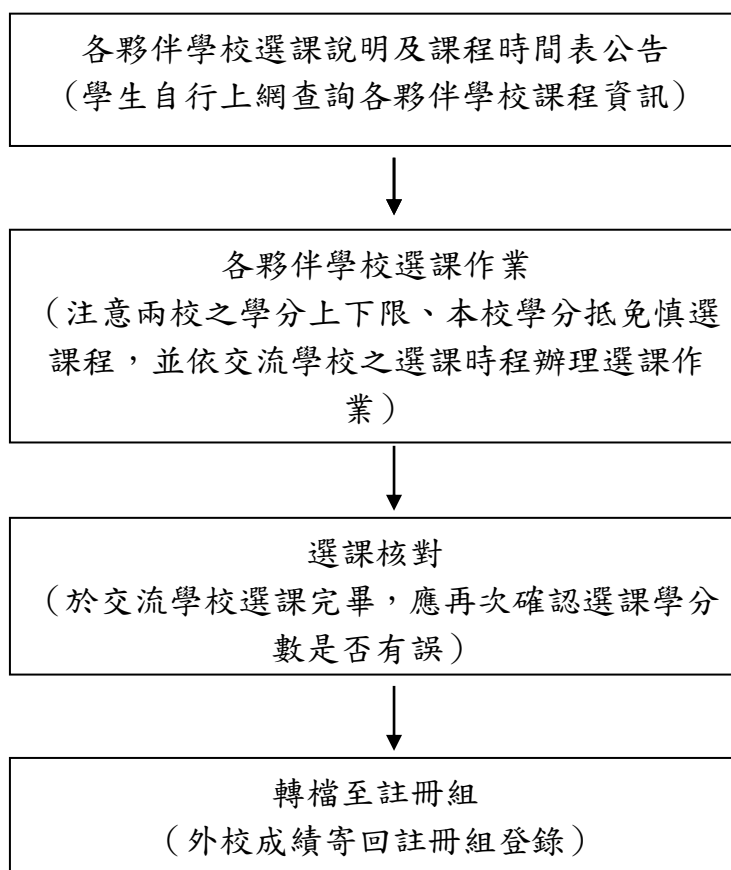 各夥伴學校選課說明及課程時間表公告
（學生自行上網查詢各夥伴學校課程資訊）
各夥伴學校選課作業
（注意兩校之學分上下限、本校學分抵免慎選
課程，並依交流學校之選課時程辦理選課作
業）
選課核對
（於交流學校選課完畢，應再次確認選課學分
數是否有誤）
轉檔至註冊組
（外校成績寄回註冊組登錄）